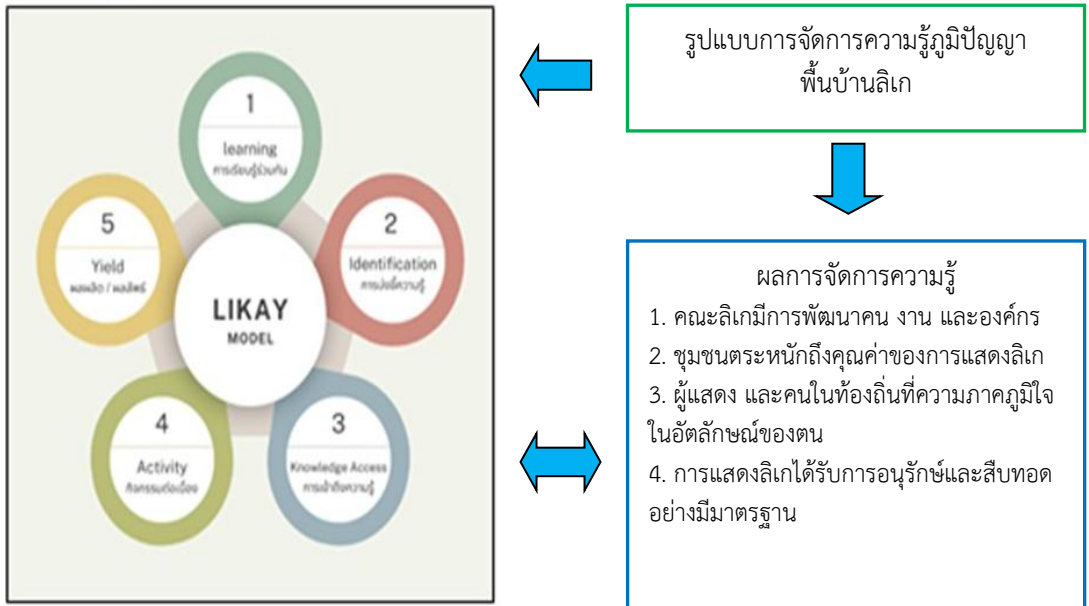 1
learning
การเรียนรู้ร่วมกัน
2
Identification
การบ่งชี้ความรู้
3
Knowledge Access
การเข้าถึงความรู้
4
Activity
กิจกรรมต่อเนื่อง
5
Yield
ผลผลิต / ผลลัพธ์
LIKAY
MODEL
รูปแบบการจัดการความรู้ภูมิปัญญา
พื้นบ้านลิเก
ผลการจัดการความรู้
1. คณะลิเกมีการพัฒนาคน งาน และองค์กร
2. ชุมชนตระหนักถึงคุณค่าของการแสดงลิเก
3. ผู้แสดง และคนในท้องถิ่นที่ความภาคภูมิใจ
ในอัตลักษณ์ของตน
4. การแสดงลิเกได้รับการอนุรักษ์และสืบทอด
อย่างมีมาตรฐาน